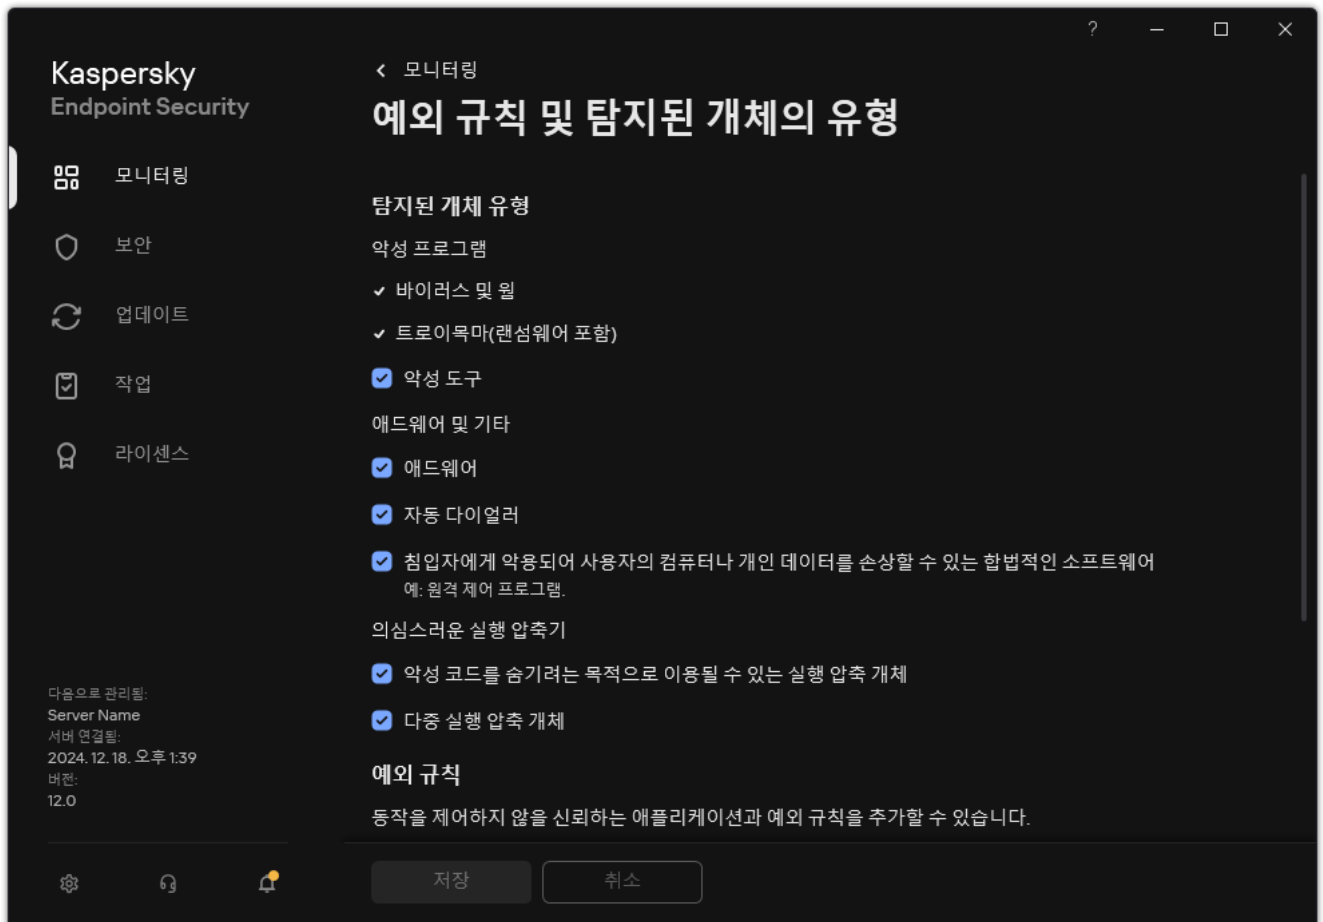 ?
Kaspersky
Endpoint Security
모니터링
보안
업데이트
작업
라이센스
다음으로 관리됨:
Server Name
서버 연결됨:
2024. 12. 18. 오후 1:39
버전:
12.0
모니터링
예외 규칙 및 탐지된 개체의 유형
탐지된 개체 유형
악성 프로그램
바이러스 및 웜
트로이목마(랜섬웨어 포함)
악성 도구
애드웨어 및 기타
애드웨어
자동 다이얼러
침입자에게 악용되어 사용자의 컴퓨터나 개인 데이터를 손상할 수 있는 합법적인 소프트웨어
예: 원격 제어 프로그램.
의심스러운 실행 압축기
악성 코드를 숨기려는 목적으로 이용될 수 있는 실행 압축 개체
다중 실행 압축 개체
예외 규칙
동작을 제어하지 않을 신뢰하는 애플리케이션과 예외 규칙을 추가할 수 있습니다.
저장
취소